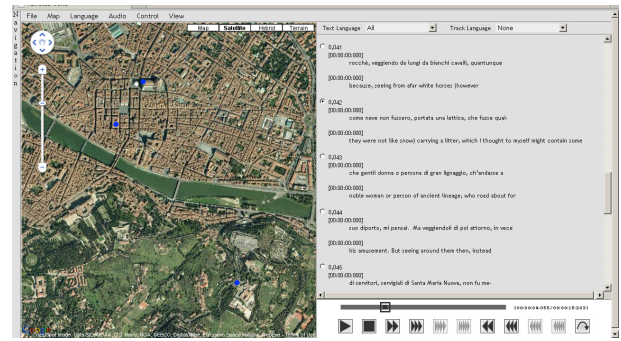 File Map Language Audio Control View
Navigation
Map Satellite Hybrid Terrain
Text Language All Track Language None
0,041
[00:00:00:000]
rocchè, veggiendo da lungi da bianchi cavalli, quantunque
[00:00:00:000]
because, seeing from afar white horses (however
0,042
[00:00:00:000]
come neve non fussero, portata una lettica, che fusse qual-
[00:00:00:000]
they were not like snow) carrying a litter, which I thought to myself might contain some
0,043
[00:00:00:000]
che gentil donna o persona di gran lignaggio, ch'andasse a
[00:00:00:000]
noble woman or person of ancient lineage, who road about for
0,044
[00:00:00:000]
suo diporto, mi pensai. Ma veggiendoli di poi attorno, in vece
[00:00:00:000]
his amusement. But seeing around them then, instead
0,045
[00:00:00:000]
di servitori, servigiali di Santa Maria Nuova, non fu me-